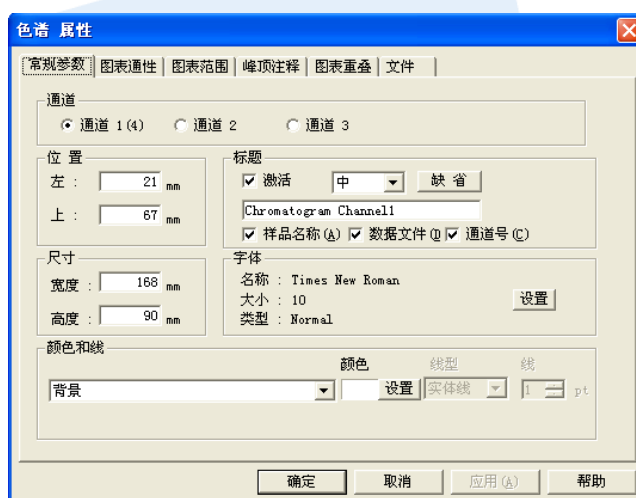 色谱 属性
常规参数 图表通性 图表范围 峰顶注释 图表重叠 文件
通道
通道 1(4) 通道 2 通道 3
位 置
左 : 21 mm
上 : 67 mm
标题
激活 中 缺 省
Chromatogram Channel1
样品名称(A) 数据文件(D 通道号(C)
尺寸
宽度 : 168 mm
高度 : 90 mm
字体
名称 : Times New Roman
大小 : 10
类型 : Normal
设置
颜色和线
颜色 线型 线
背景 设置 实体线 1 pt
确定 取消 应用(A) 帮助